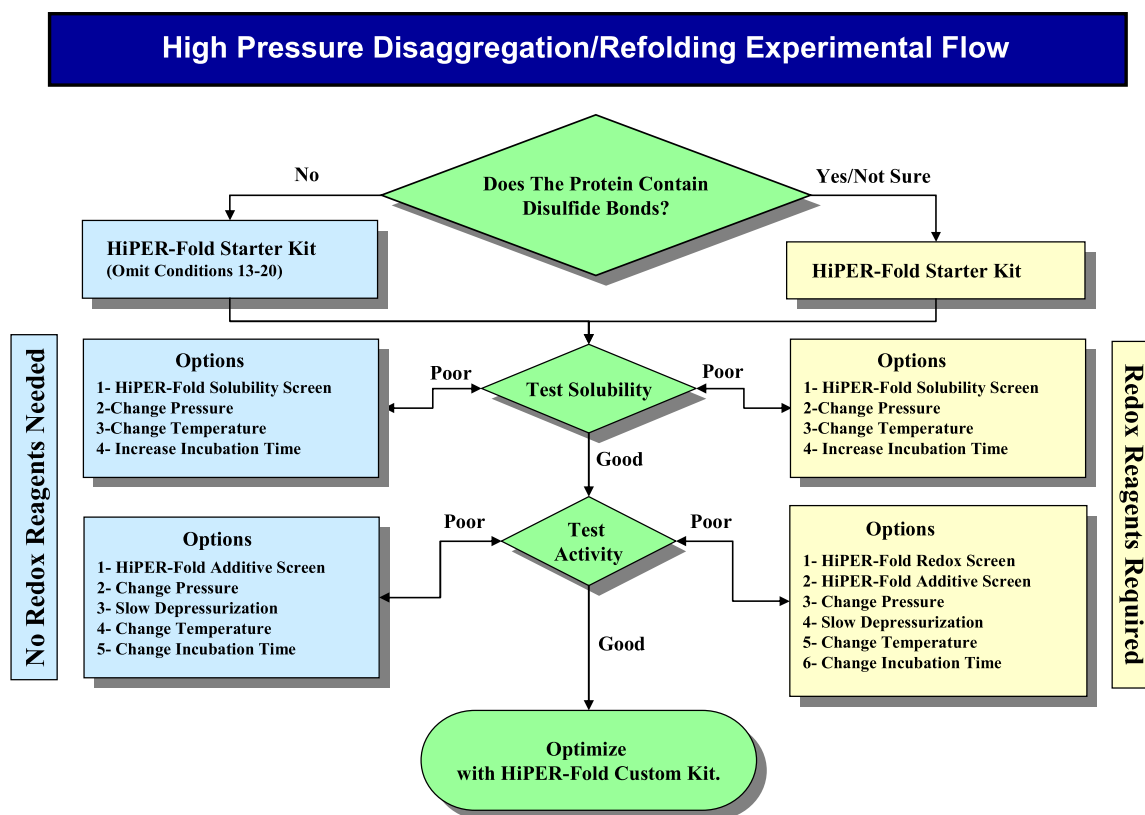 High Pressure Disaggregation/Refolding Experimental Flow
Does The Protein Contain
Disulfide Bonds?
No
Yes/Not Sure
HiPER-Fold Starter Kit
(Omit Conditions 13-20)
HiPER-Fold Starter Kit
No Redox Reagents Needed
Options
1- HiPER-Fold Solubility Screen
2-Change Pressure
3-Change Temperature
4- Increase Incubation Time
Poor
Test Solubility
Poor
Options
1- HiPER-Fold Solubility Screen
2-Change Pressure
3-Change Temperature
4- Increase Incubation Time
Redox Reagents Required
Good
Options
1- HiPER-Fold Additive Screen
2- Change Pressure
3- Slow Depressurization
4- Change Temperature
5- Change Incubation Time
Poor
Test
Activity
Poor
Options
1- HiPER-Fold Redox Screen
2- HiPER-Fold Additive Screen
3- Change Pressure
4- Slow Depressurization
5- Change Temperature
6- Change Incubation Time
Good
Optimize
with HiPER-Fold Custom Kit.